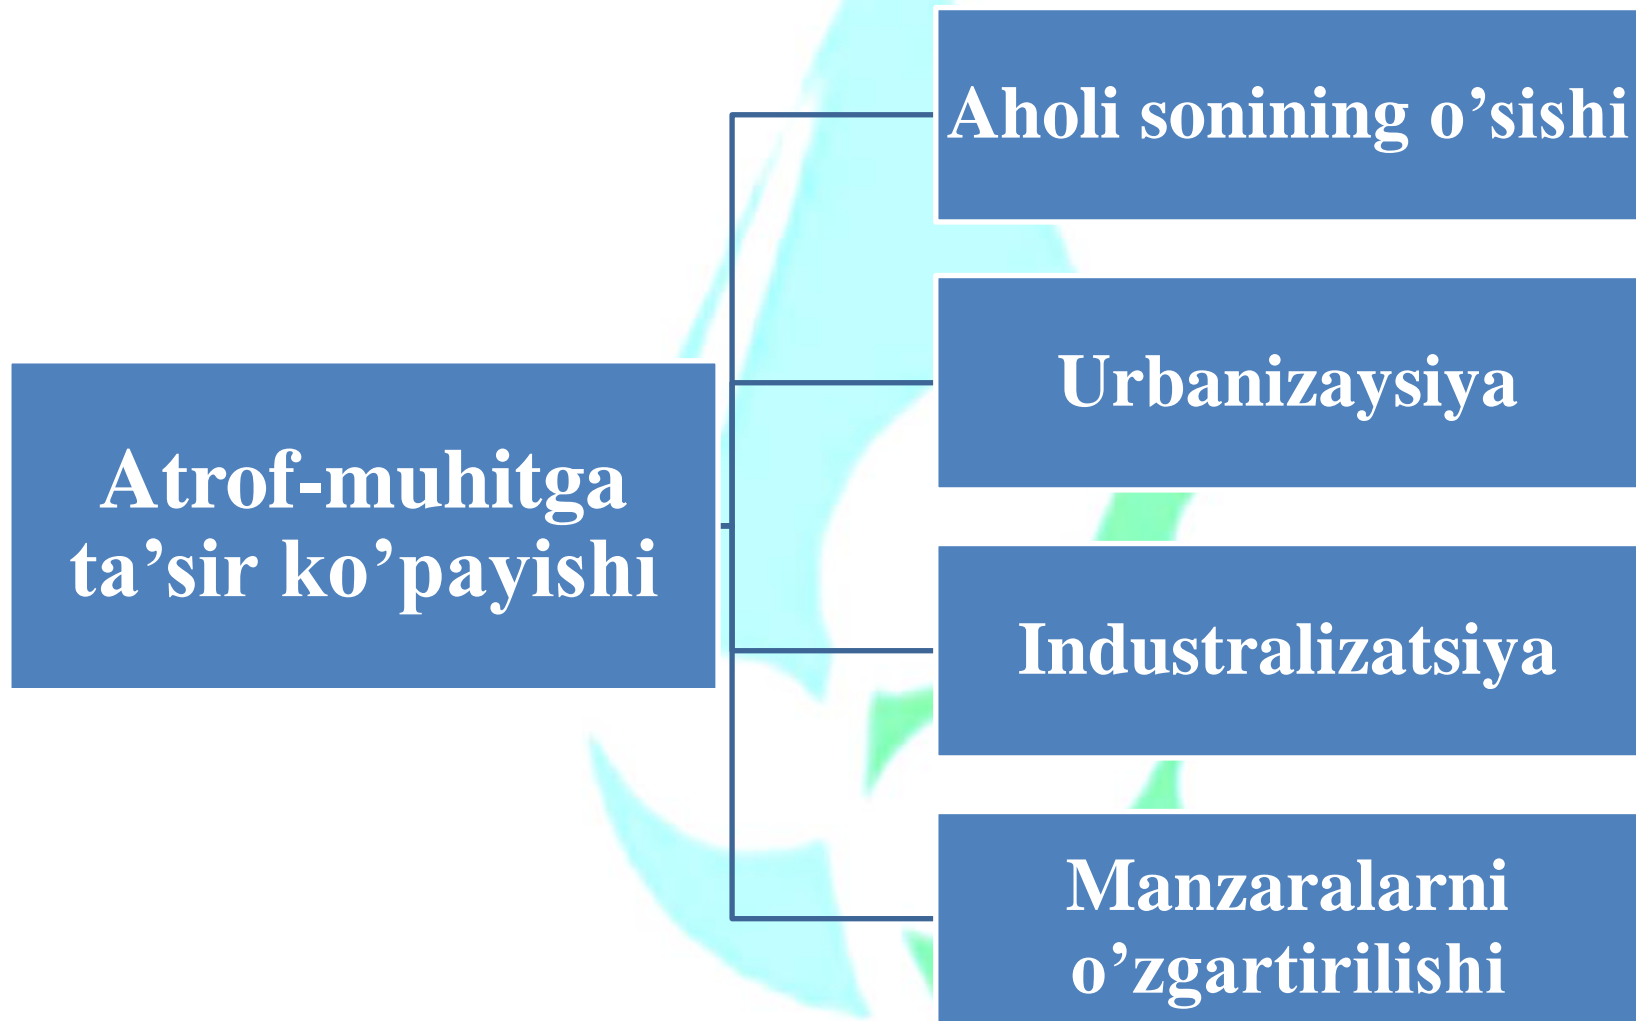 Atrof-muhitga
ta’sir ko’payishi
Aholi sonining o’sishi
Urbanizaysiya
Industralizatsiya
Manzaralarni
o’zgartirilishi